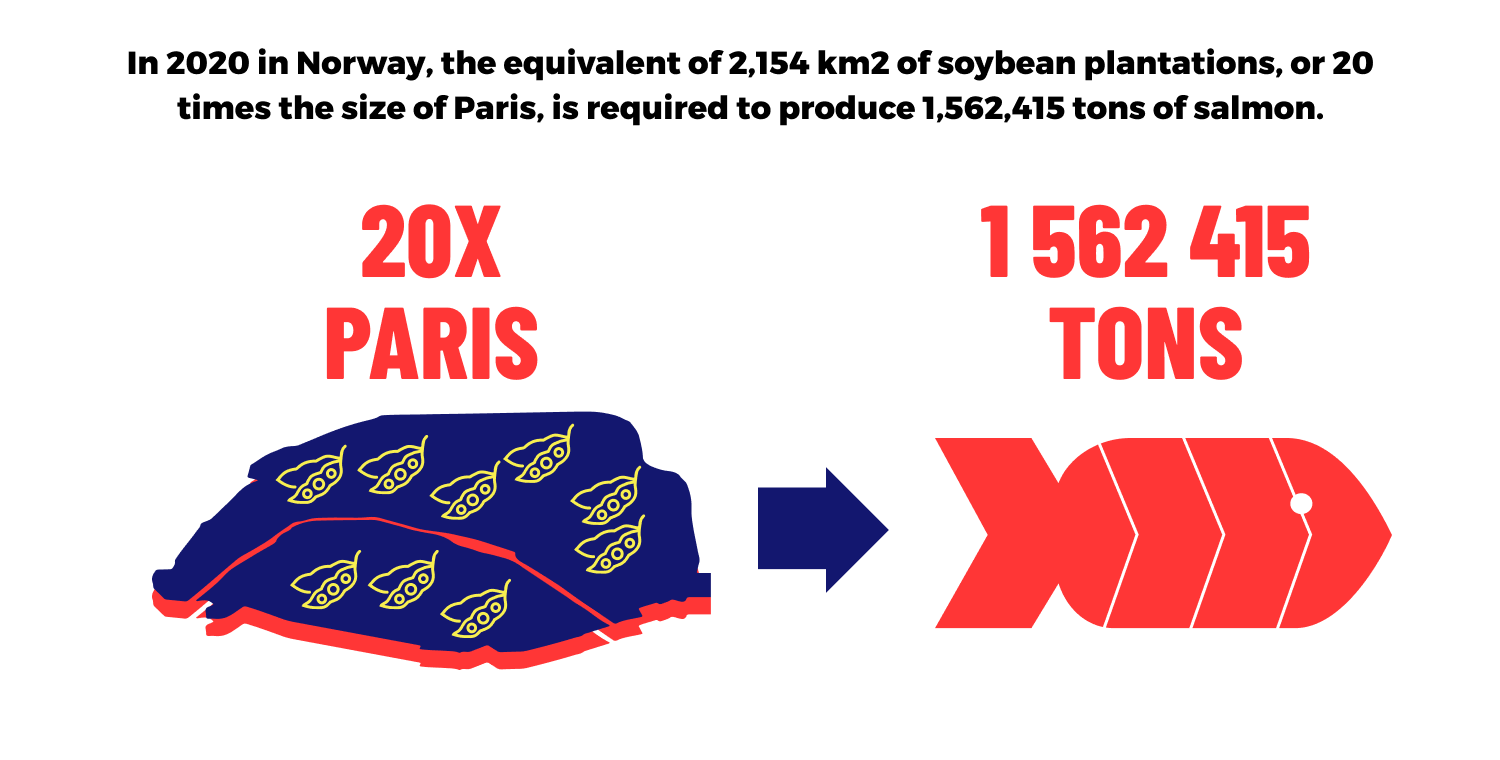 In 2020 in Norway, the equivalent of 2,154 km2 of soybean plantations, or 20
times the size of Paris, is required to produce 1,562,415 tons of salmon.
20X
PARIS
1 562 415
TONS